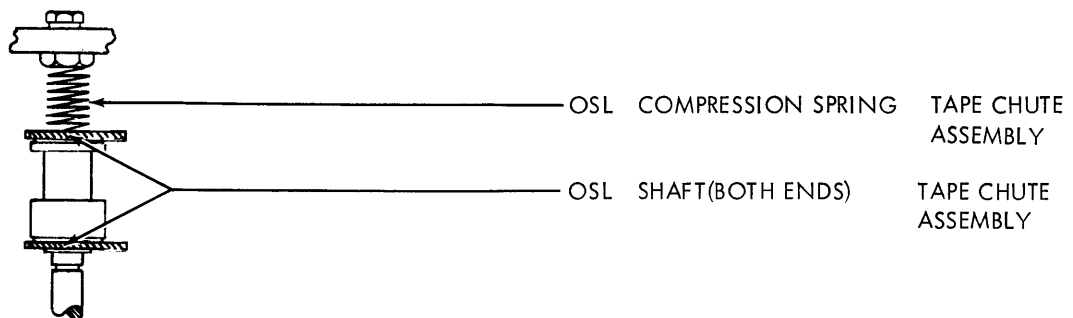 OSL COMPRESSION SPRING TAPE CHUTE
ASSEMBLY
OSL SHAFT(BOTH ENDS) TAPE CHUTE
ASSEMBLY